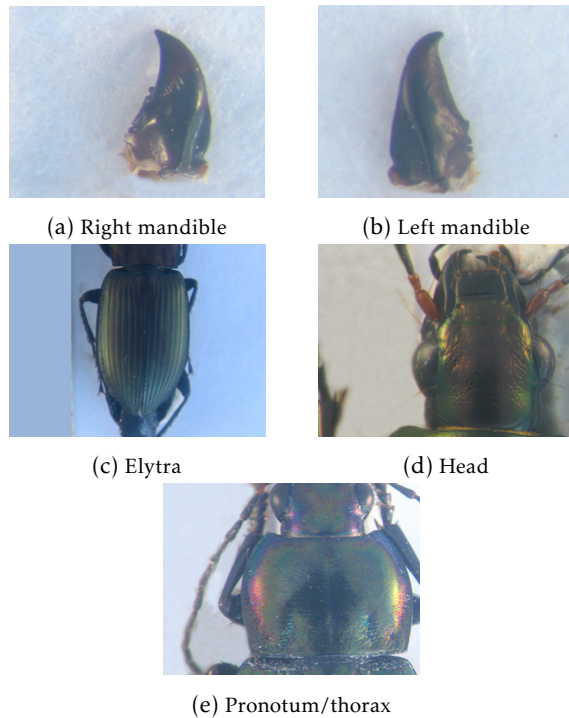 (a) Right mandible
(b) Left mandible
(c) Elytra
(d) Head
(e) Pronotum/thorax